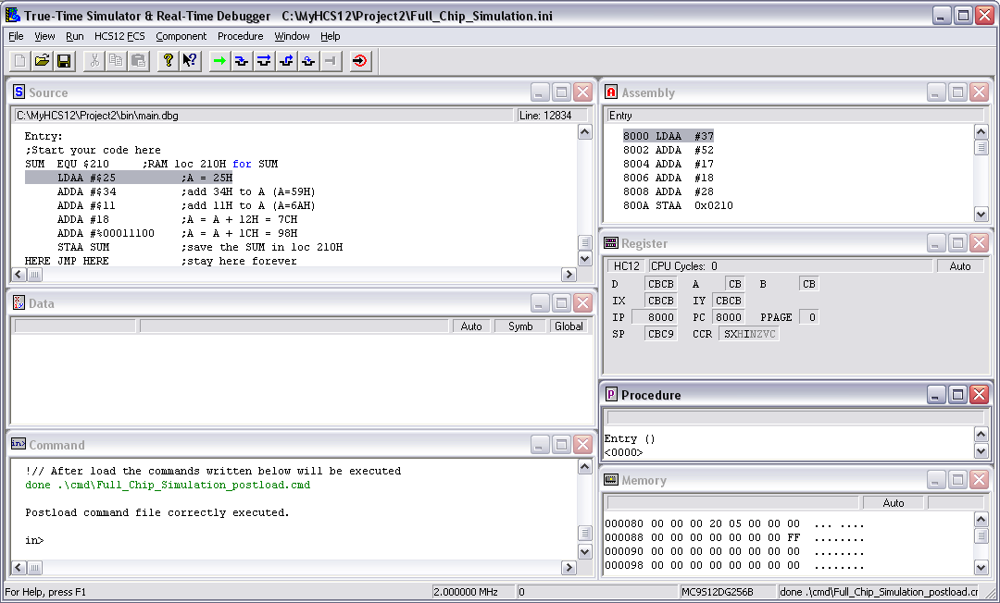 True-Time Simulator & Real-Time Debugger C:\MyHCS12\Project2\Full_Chip_Simulation.ini
File View Run HCS12 FCS Component Procedure Window Help
Source
C:\MyHCS12\Project2\bin\main.dbg Line: 12834
Entry:
;Start your code here
SUM EQU $210 ;RAM loc 210H for SUM
LDAA #$25 ;A = 25H
ADDA #$34 ;add 34H to A (A=59H)
ADDA #$11 ;add 11H to A (A=6AH)
ADDA #18 ;A = A + 12H = 7CH
ADDA #%00011100 ;A = A + 1CH = 98H
STAA SUM ;save the SUM in loc 210H
HERE JMP HERE ;stay here forever
Data
Auto Symb Global
Command
!// After load the commands written below will be executed
done .\cmd\Full_Chip_Simulation_postload.cmd
Postload command file correctly executed.
in>
Assembly
Entry
8000 LDAA #37
8002 ADDA #52
8004 ADDA #17
8006 ADDA #18
8008 ADDA #28
800A STAA 0x0210
Register
HC12 CPU Cycles: 0 Auto
D CBCB A CB B CB
IX CBCB IY CBCB
IP 8000 PC 8000 PPAGE 0
SP CBC9 CCR SXHINZVC
Procedure
Entry ()
<0000>
Memory
Auto
000080 00 00 00 20 05 00 00 00 ... ....
000088 00 00 00 00 00 00 00 FF ........
000090 00 00 00 00 00 00 00 00 ........
000098 00 00 00 00 00 00 00 00 ........
For Help, press F1 2.000000 MHz 0 MC9S12DG256B done .\cmd\Full_Chip_Simulation_postload.cr